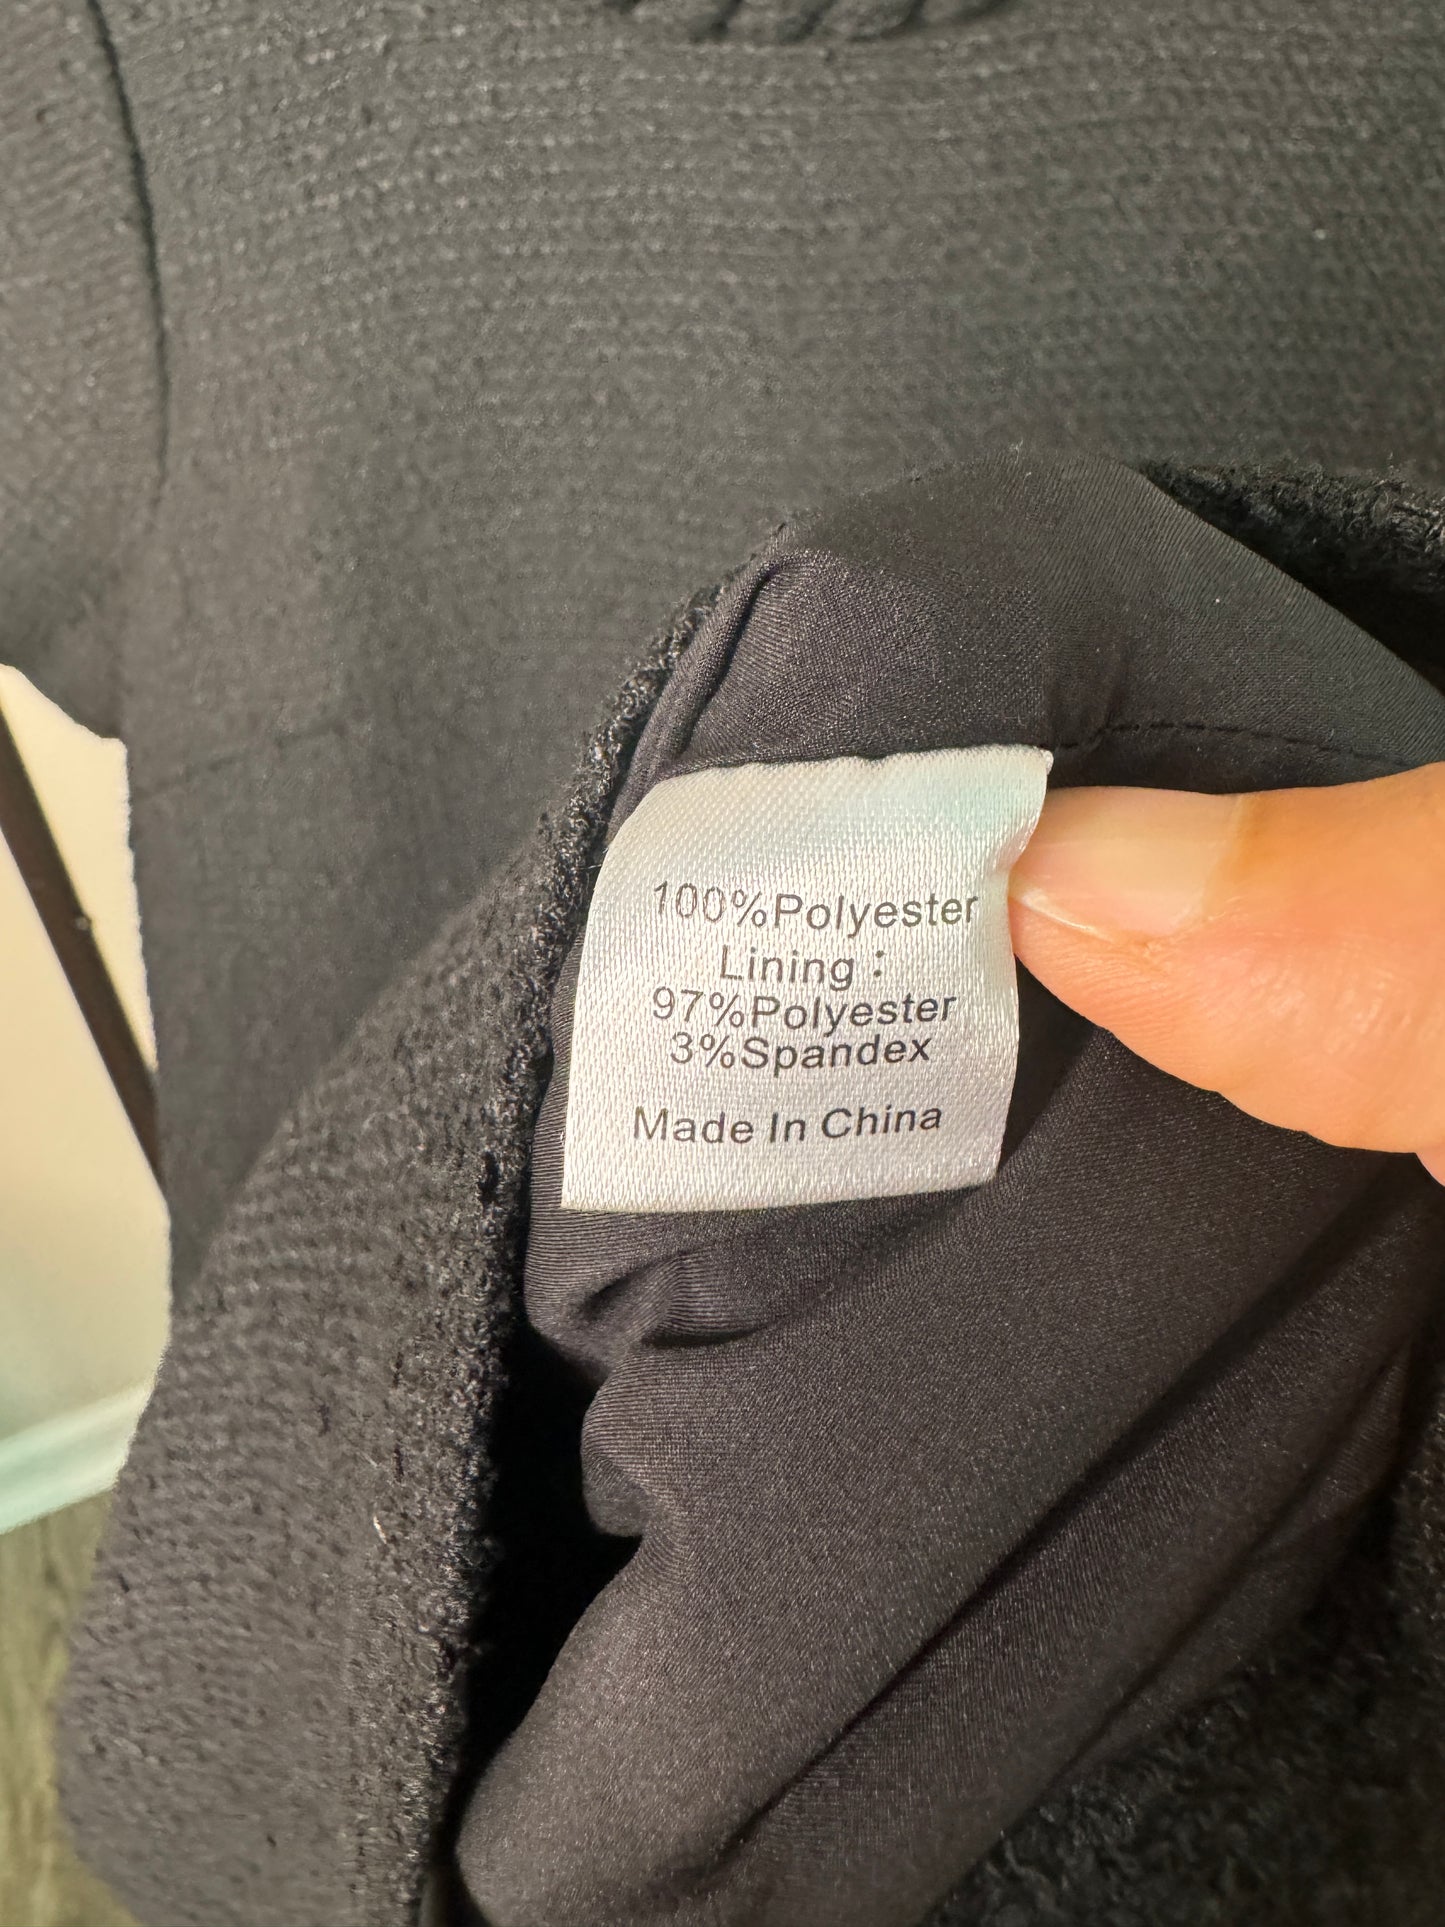 100%Polyester
Lining：
97%Polyester
3%Spandex
Made In China